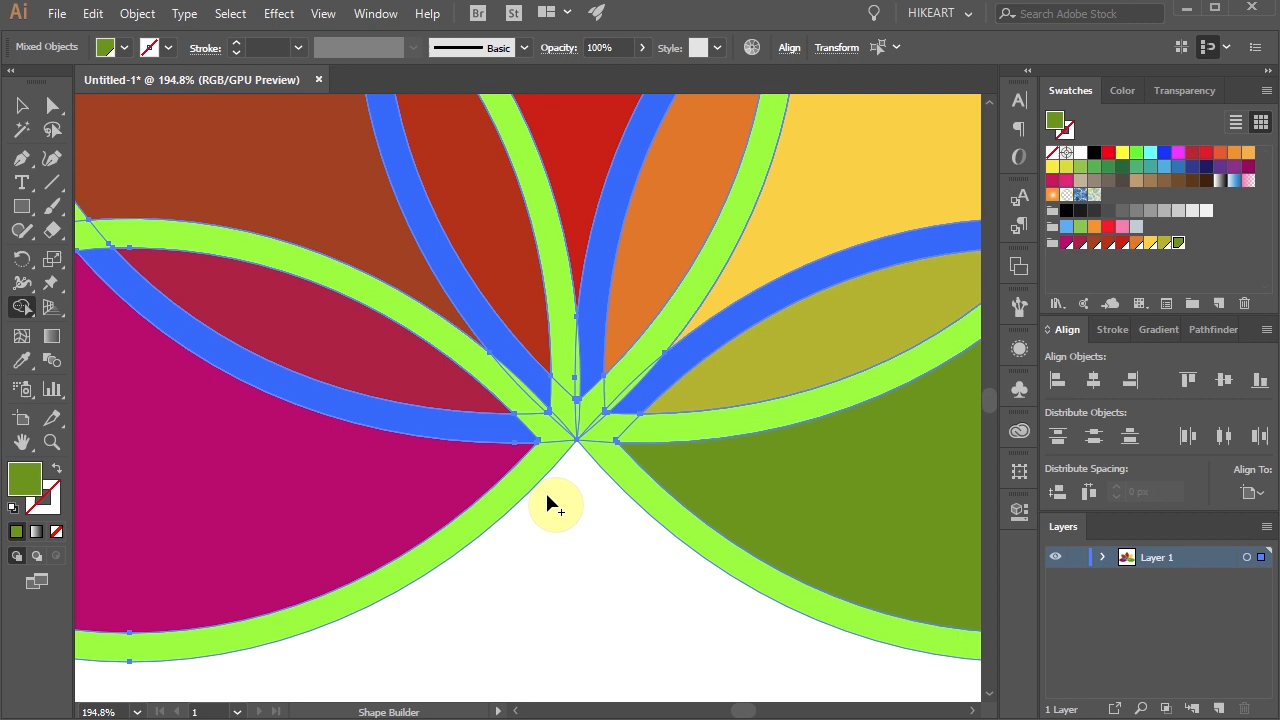 Ai File Edit Object Type Select Effect View Window Help Br St HIKEART Search Adobe Stock
Mixed Objects Stroke: Basic Opacity: 100% Style: Align Transform
Untitled-1* @ 194.8% (RGB/GPU Preview)
Swatches Color Transparency
Align Stroke Gradient Pathfinder
Align Objects:
Distribute Objects:
Distribute Spacing: Align To:
0 px
Layers
Layer 1
194.8% 1 Shape Builder 1 Layer